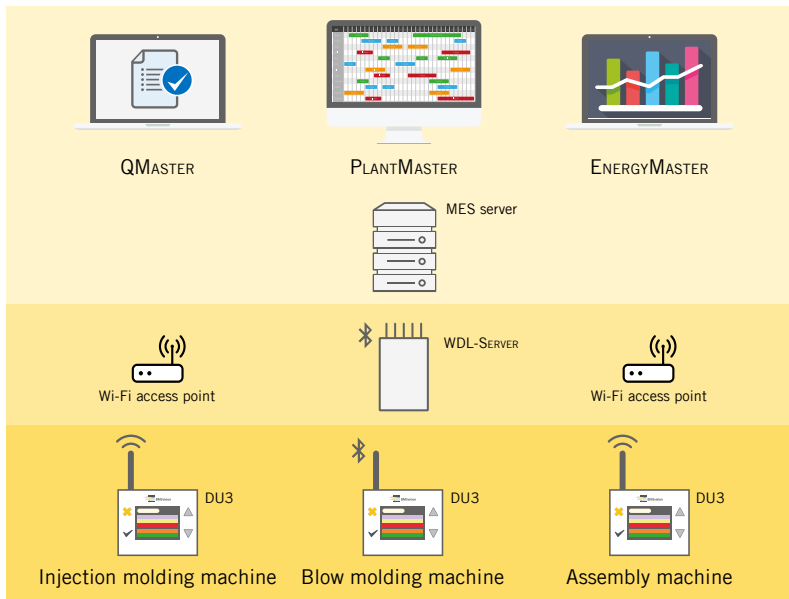 QMASTER
PLANTMASTER
ENERGYMASTER
MES server
WDL-SERVER
Wi-Fi access point
Wi-Fi access point
DU3
DU3
DU3
Injection molding machine
Blow molding machine
Assembly machine